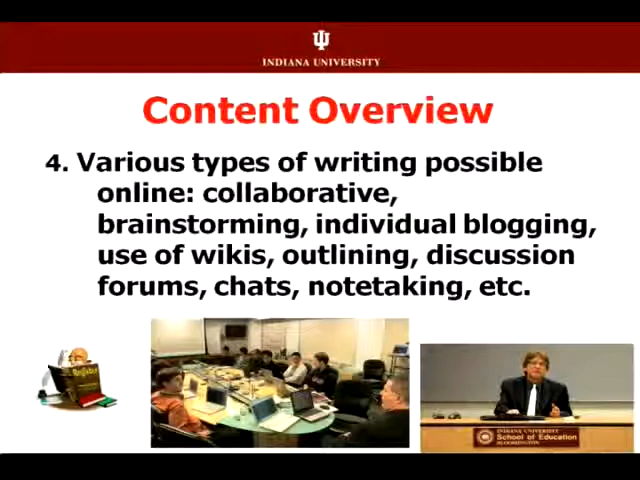 INDIANA UNIVERSITY
Content Overview
4. Various types of writing possible
online: collaborative,
brainstorming, individual blogging,
use of wikis, outlining, discussion
forums, chats, notetaking, etc.
INDIANA UNIVERSITY
School of Education
BLOOMINGTON